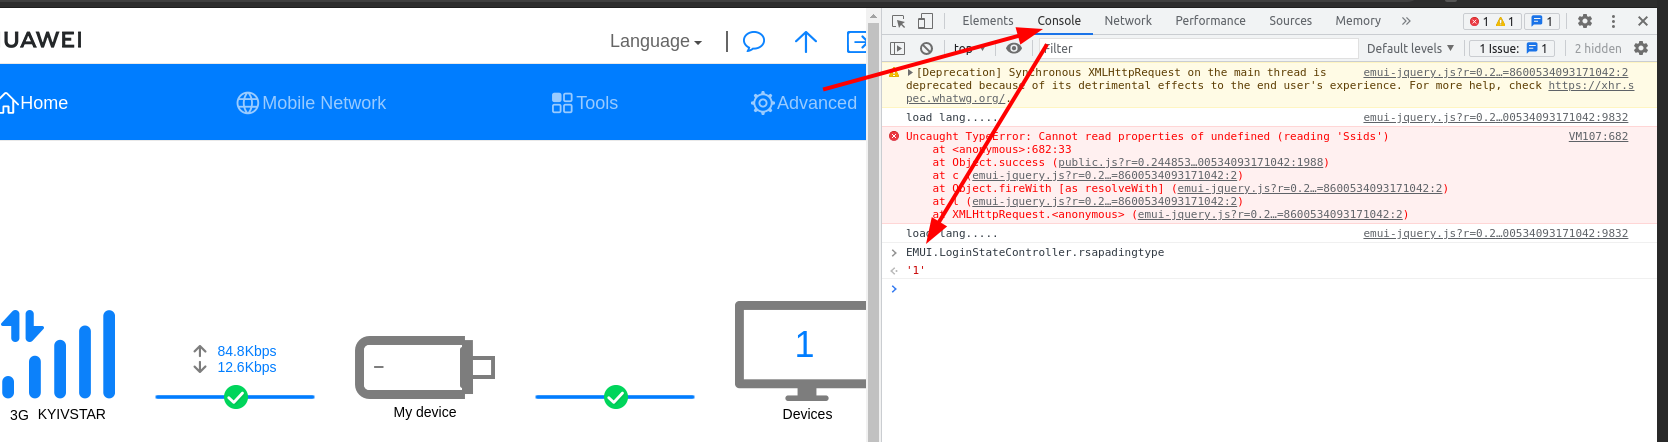 UAWEI
Language
Home
Mobile Network
Tools
Advanced
84.8Kbps
12.6Kbps
3G KYIVSTAR
My device
1
Devices
Elements Console Network Performance Sources Memory » 1 1 1
top Filter Default levels ▼ 1 Issue: 1 2 hidden
[Deprecation] Synchronous XMLHttpRequest on the main thread is emui-jquery.js?r=0.2…=8600534093171042:2
deprecated because of its detrimental effects to the end user's experience. For more help, check https://xhr.s
pec.whatwg.org/.
load lang..... emui-jquery.js?r=0.2…00534093171042:9832
Uncaught TypeError: Cannot read properties of undefined (reading 'Ssids') VM107:682
at <anonymous>:682:33
at Object.success (public.js?r=0.244853…00534093171042:1988)
at c (emui-jquery.js?r=0.2…=8600534093171042:2)
at Object.fireWith [as resolveWith] (emui-jquery.js?r=0.2…=8600534093171042:2)
at l (emui-jquery.js?r=0.2…=8600534093171042:2)
at XMLHttpRequest.<anonymous> (emui-jquery.js?r=0.2…=8600534093171042:2)
load lang..... emui-jquery.js?r=0.2…00534093171042:9832
EMUI.LoginStateController.rsapadingtype
'1'